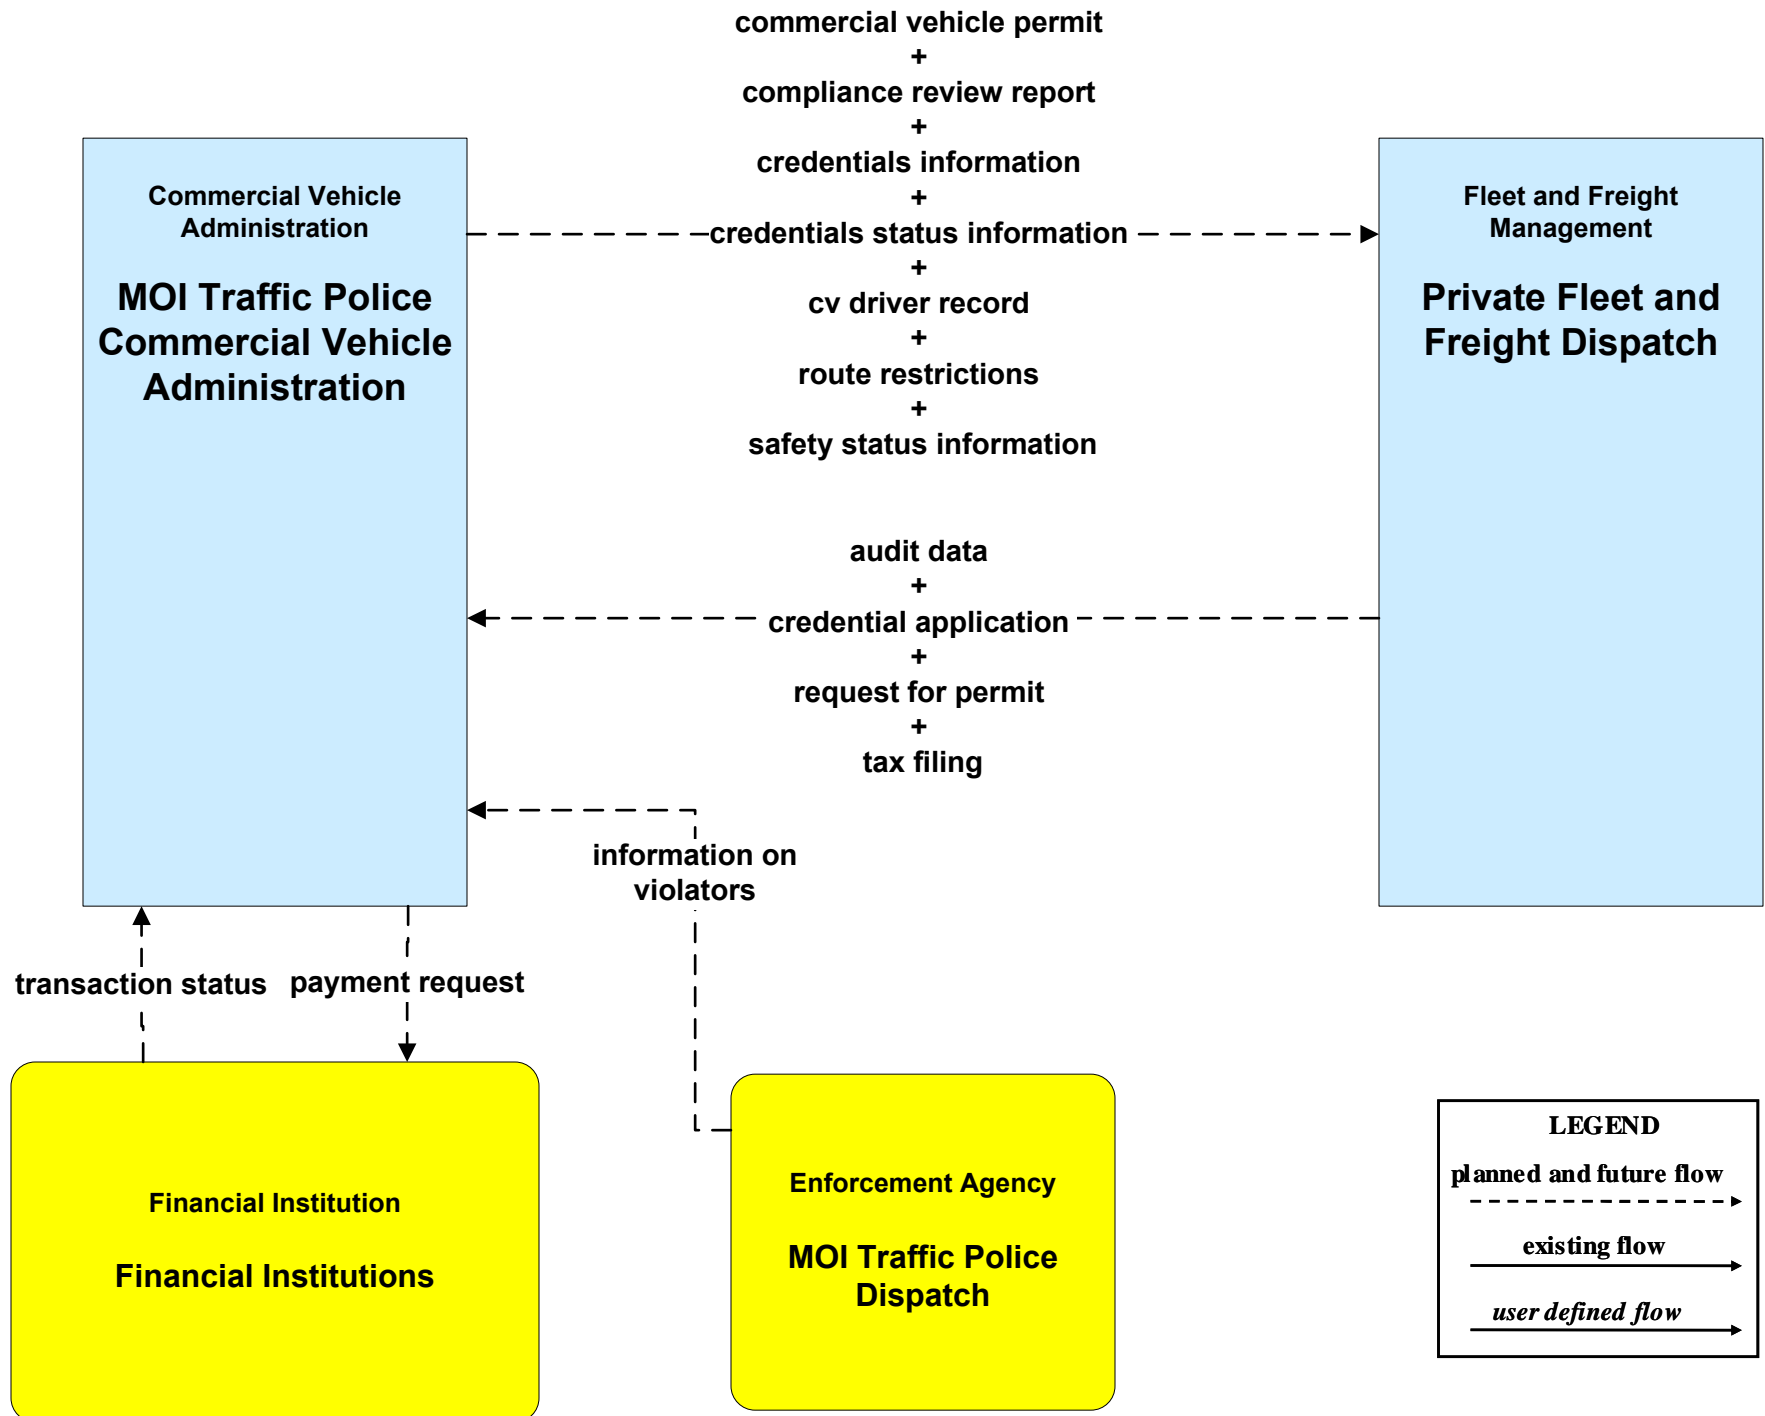 commercial vehicle permit
+
compliance review report
+
credentials information
+
credentials status information
+
cv driver record
+
route restrictions
+
safety status information
Commercial Vehicle
Administration
MOI Traffic Police
Commercial Vehicle
Administration
Fleet and Freight
Management
Private Fleet and
Freight Dispatch
audit data
+
credential application
+
request for permit
+
tax filing
information on
violators
transaction status
payment request
Financial Institution
Financial Institutions
Enforcement Agency
MOI Traffic Police
Dispatch
LEGEND
planned and future flow
existing flow
user defined flow